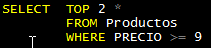 SELECT TOP 2 *
FROM Productos
WHERE PRECIO >= 9